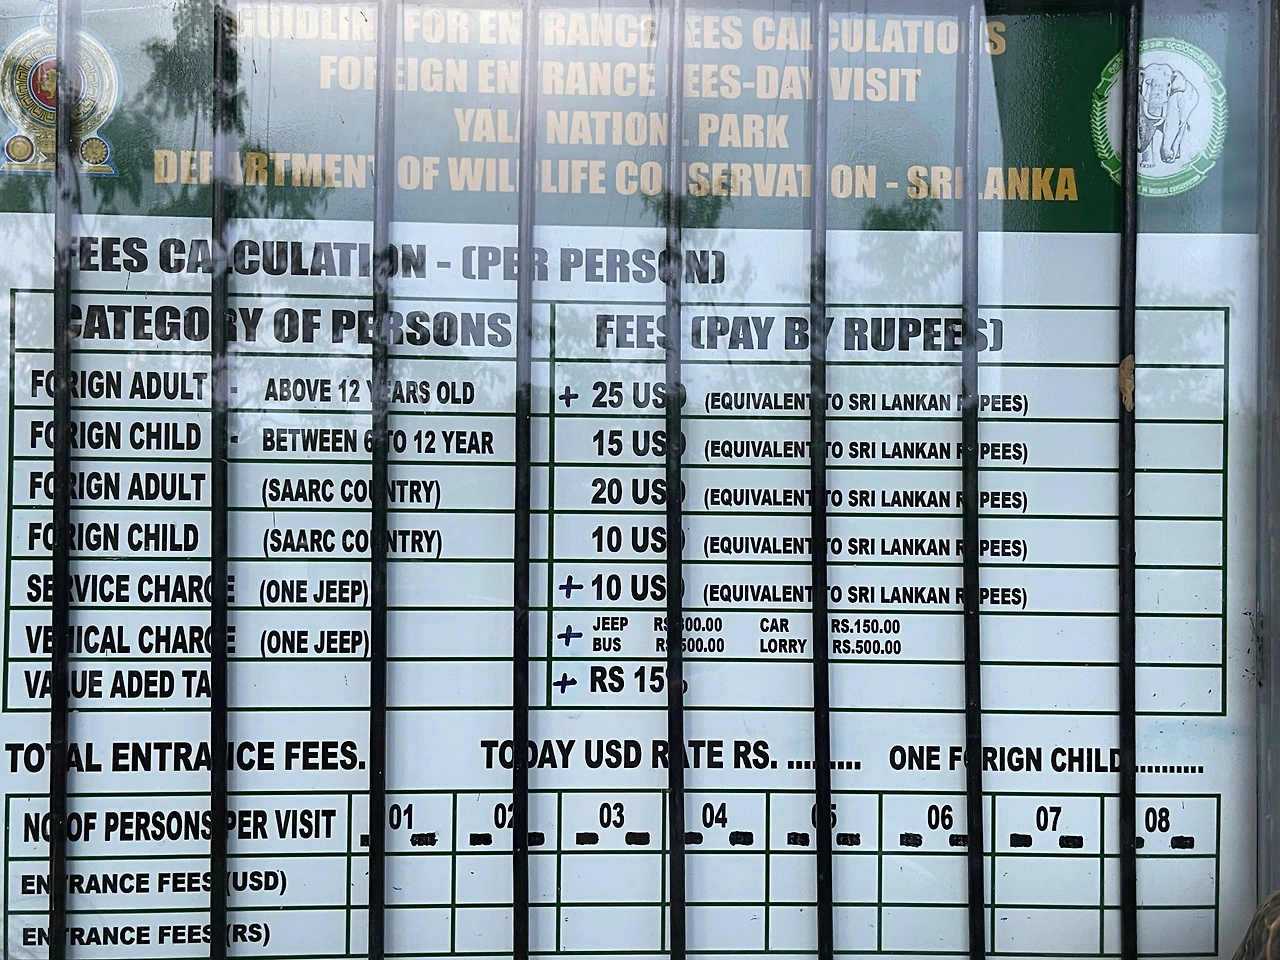 GUIDLIN FOR ENTRANCE FEES CALCULATIONS
FOREIGN ENTRANCE FEES-DAY VISIT
YALA NATIONAL PARK
DEPARTMENT OF WILDLIFE CONSERVATION - SRI LANKA
FEES CALCULATION - (PER PERSON)
CATEGORY OF PERSONS FEES (PAY BY RUPEES)
FORIGN ADULT - ABOVE 12 YEARS OLD + 25 USD (EQUIVALENT TO SRI LANKAN RUPEES)
FORIGN CHILD - BETWEEN 6 TO 12 YEAR 15 USD (EQUIVALENT TO SRI LANKAN RUPEES)
FORIGN ADULT (SAARC COUNTRY) 20 USD (EQUIVALENT TO SRI LANKAN RUPEES)
FORIGN CHILD (SAARC COUNTRY) 10 USD (EQUIVALENT TO SRI LANKAN RUPEES)
SERVICE CHARGE (ONE JEEP) + 10 USD (EQUIVALENT TO SRI LANKAN RUPEES)
VEHICAL CHARGE (ONE JEEP) + JEEP CAR RS.150.00
BUS LORRY RS.500.00
VALUE ADED TAX + RS 15%
TOTAL ENTRANCE FEES. TODAY USD RATE RS. ......... ONE FORIGN CHILD...........
NO OF PERSONS PER VISIT 01 02 03 04 05 06 07 08
ENTRANCE FEES (USD)
ENTRANCE FEES (RS)